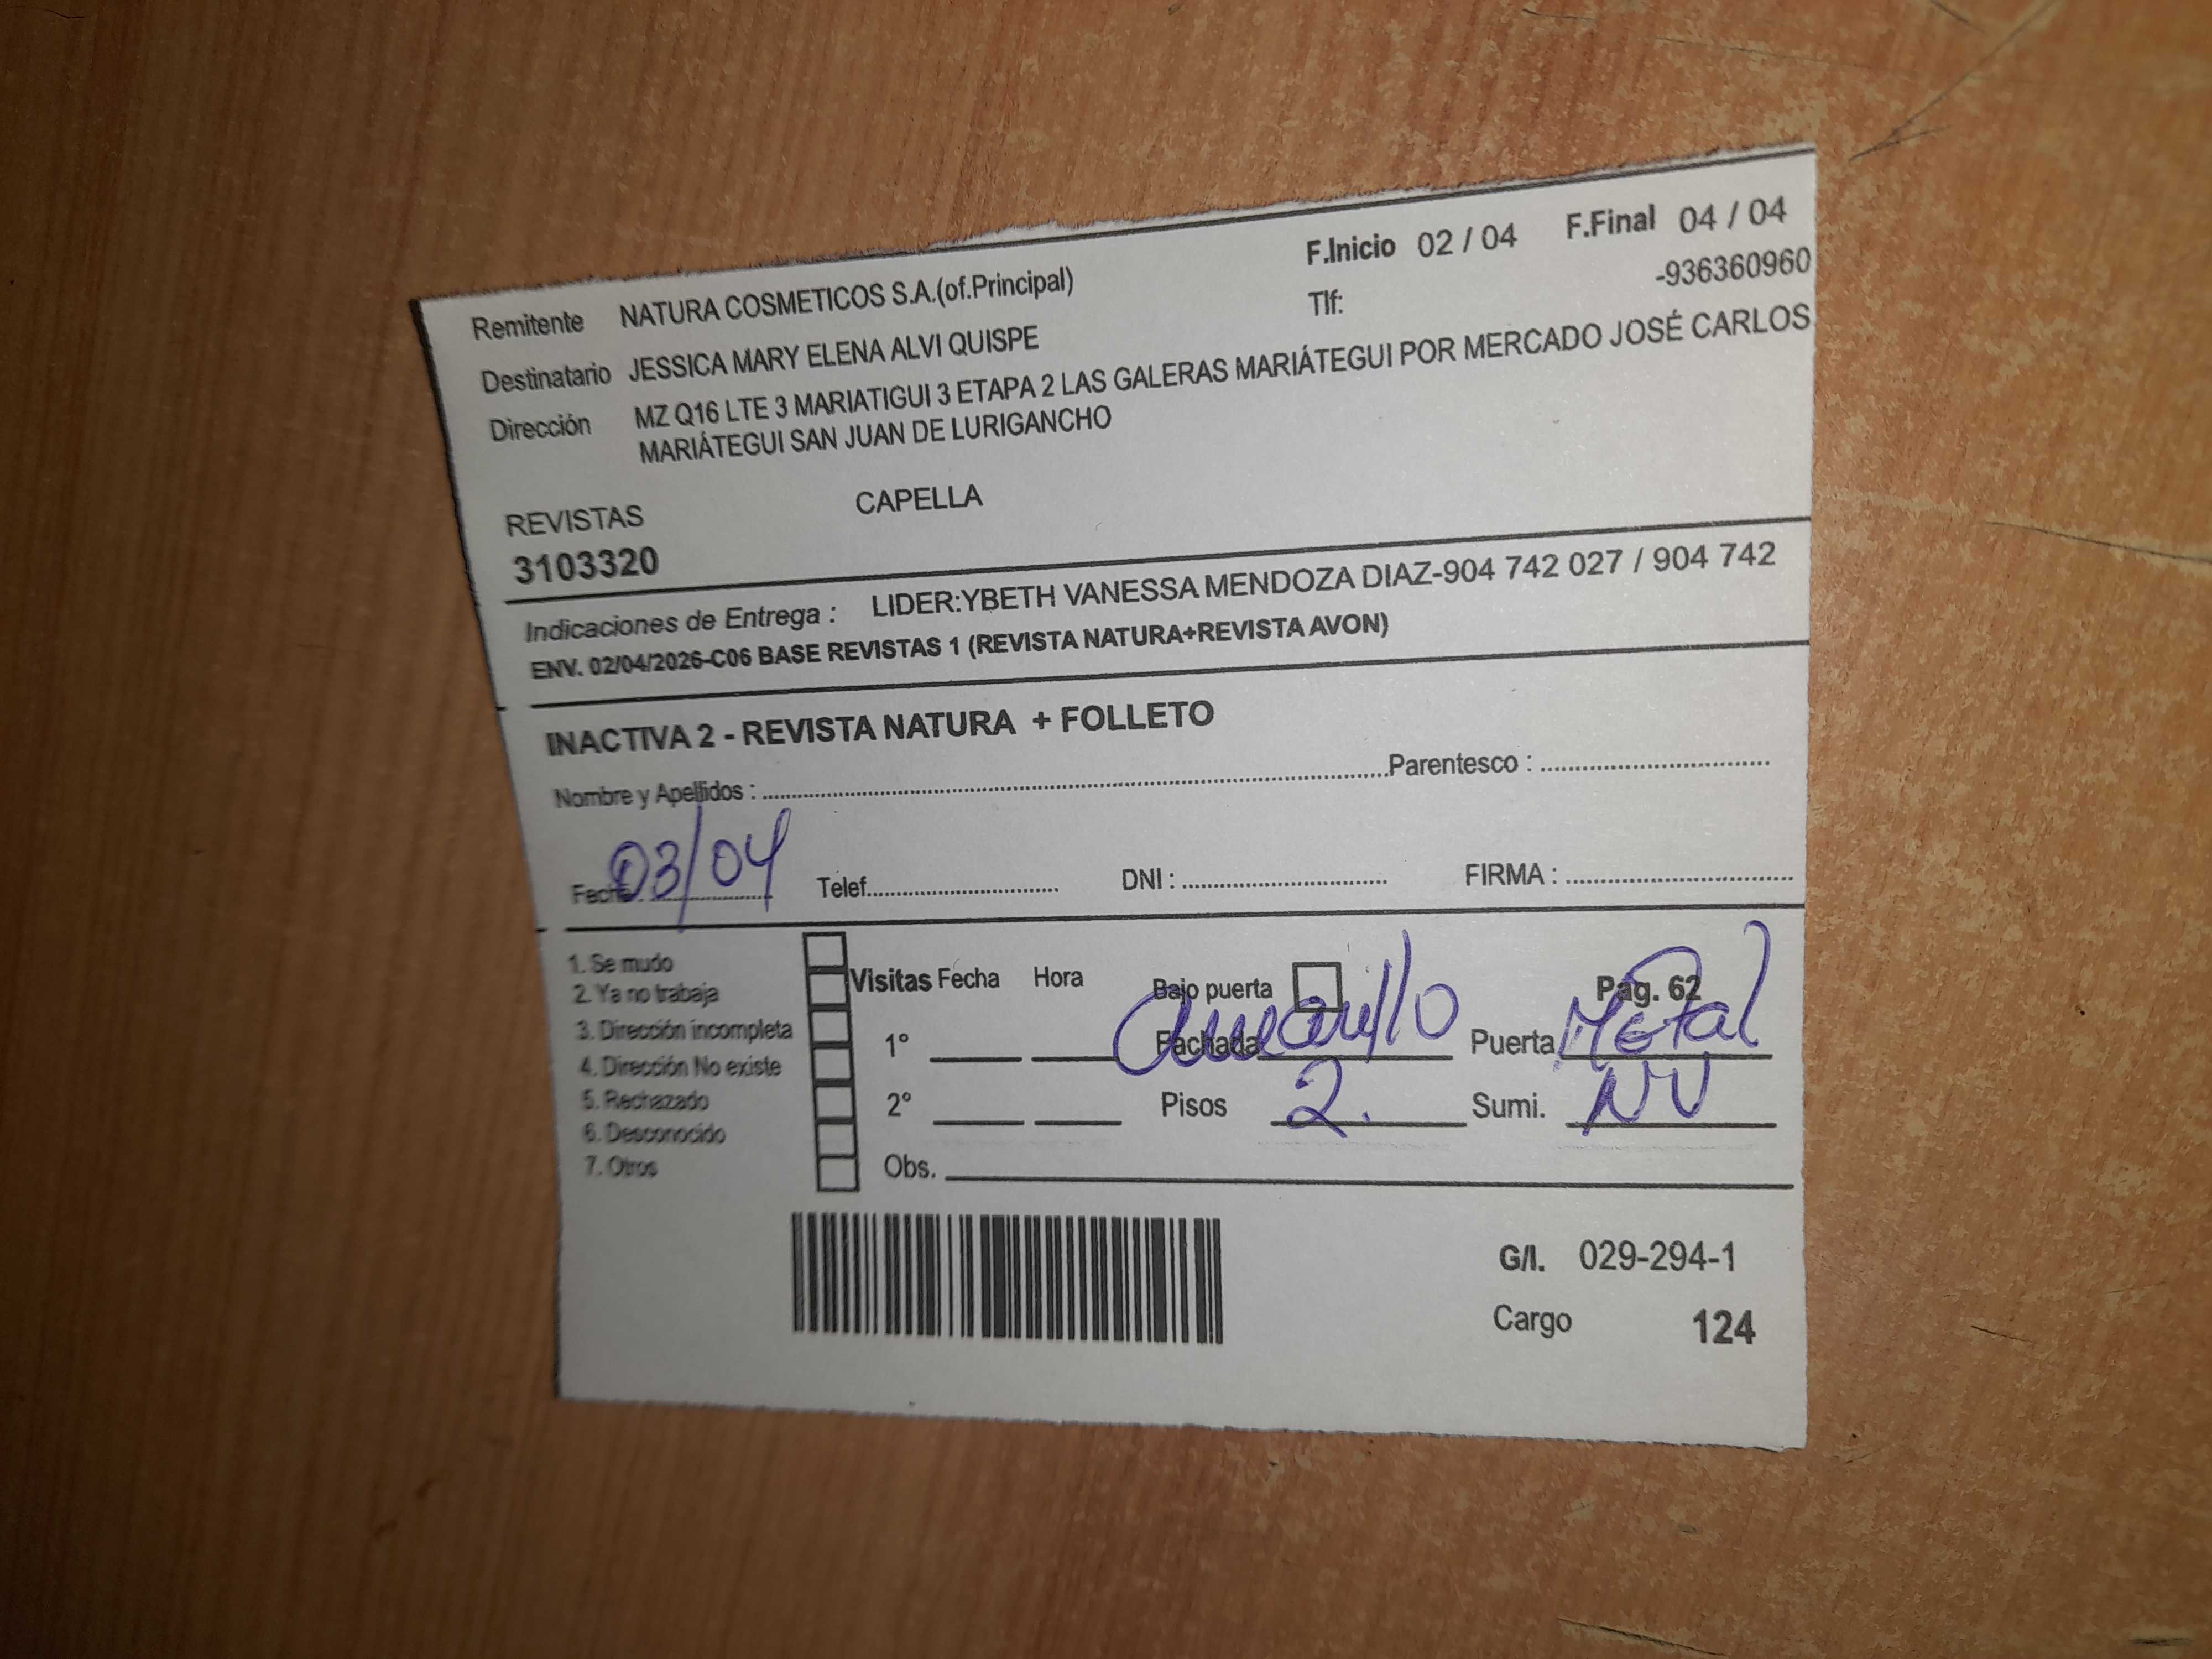 F.Inicio 02 / 04 F.Final 04 / 04
Remitente NATURA COSMETICOS S.A.(of.Principal) Tlf: -936360960
Destinatario JESSICA MARY ELENA ALVI QUISPE
Dirección MZ Q16 LTE 3 MARIATIGUI 3 ETAPA 2 LAS GALERAS MARIÁTEGUI POR MERCADO JOSÉ CARLOS
MARIÁTEGUI SAN JUAN DE LURIGANCHO
REVISTAS CAPELLA
3103320
Indicaciones de Entrega : LIDER:YBETH VANESSA MENDOZA DIAZ-904 742 027 / 904 742
ENV. 02/04/2026-C06 BASE REVISTAS 1 (REVISTA NATURA+REVISTA AVON)
INACTIVA 2 - REVISTA NATURA + FOLLETO
Nombre y Apellidos : Parentesco :
Fecha 03/04 Telef. DNI : FIRMA :
1. Se mudo
2. Ya no trabaja
3. Dirección incompleta
4. Dirección No existe
5. Rechazado
6. Desconocido
7. Otros
Visitas Fecha Hora Bajo puerta Pag. 62
1° Fachada Amarillo Puerta Metal
2° Pisos 2. Sumi. NV
Obs.
G/I. 029-294-1
Cargo 124